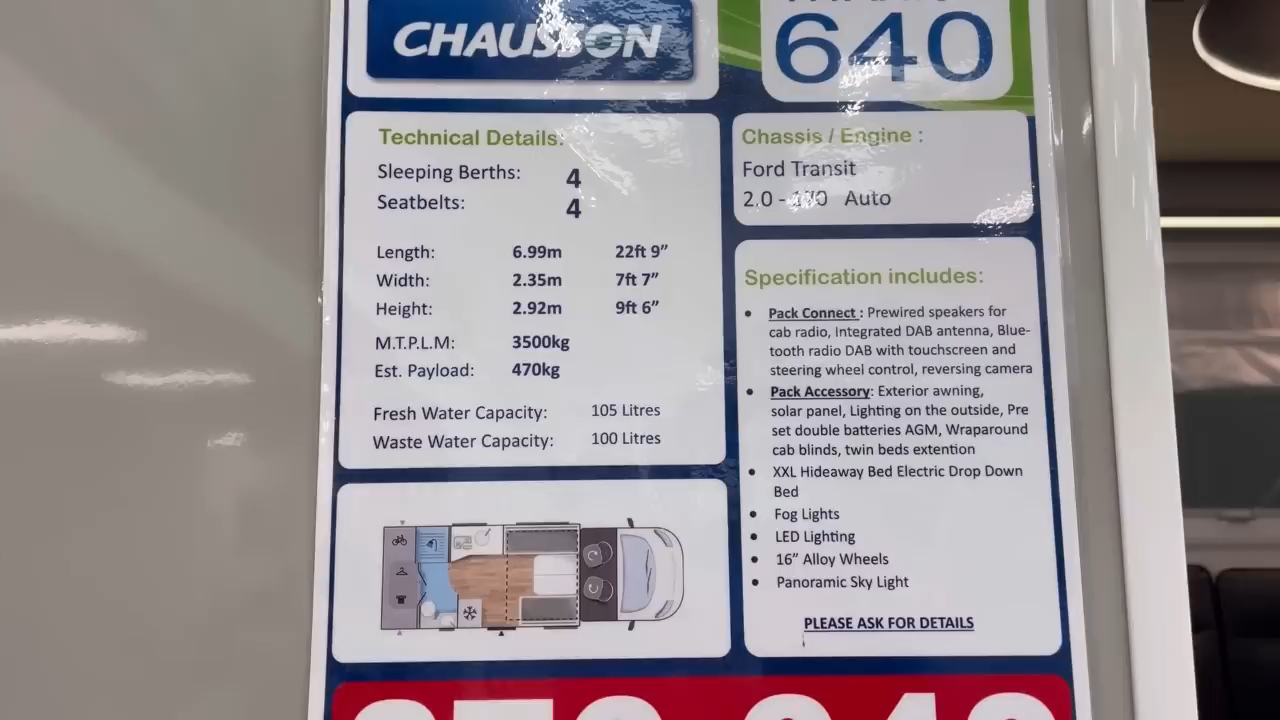 CHAUSSON
640
Technical Details:
Sleeping Berths: 4
Seatbelts: 4
Length: 6.99m 22ft 9”
Width: 2.35m 7ft 7”
Height: 2.92m 9ft 6”
M.T.P.L.M: 3500kg
Est. Payload: 470kg
Fresh Water Capacity: 105 Litres
Waste Water Capacity: 100 Litres
Chassis / Engine :
Ford Transit
2.0 - Auto
Specification includes:
• Pack Connect : Prewired speakers for
cab radio, Integrated DAB antenna, Blue-
tooth radio DAB with touchscreen and
steering wheel control, reversing camera
• Pack Accessory: Exterior awning,
solar panel, Lighting on the outside, Pre
set double batteries AGM, Wraparound
cab blinds, twin beds extention
• XXL Hideaway Bed Electric Drop Down
Bed
• Fog Lights
• LED Lighting
• 16” Alloy Wheels
• Panoramic Sky Light
PLEASE ASK FOR DETAILS